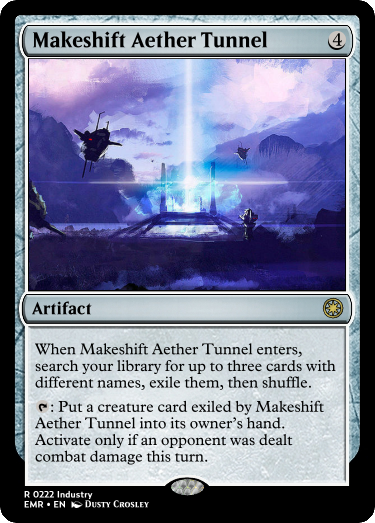 Makeshift Aether Tunnel 4
Artifact
When Makeshift Aether Tunnel enters,
search your library for up to three cards with
different names, exile them, then shuffle.
: Put a creature card exiled by Makeshift
Aether Tunnel into its owner's hand.
Activate only if an opponent was dealt
combat damage this turn.
R 0222 Industry
EMR • EN Dusty Crosley